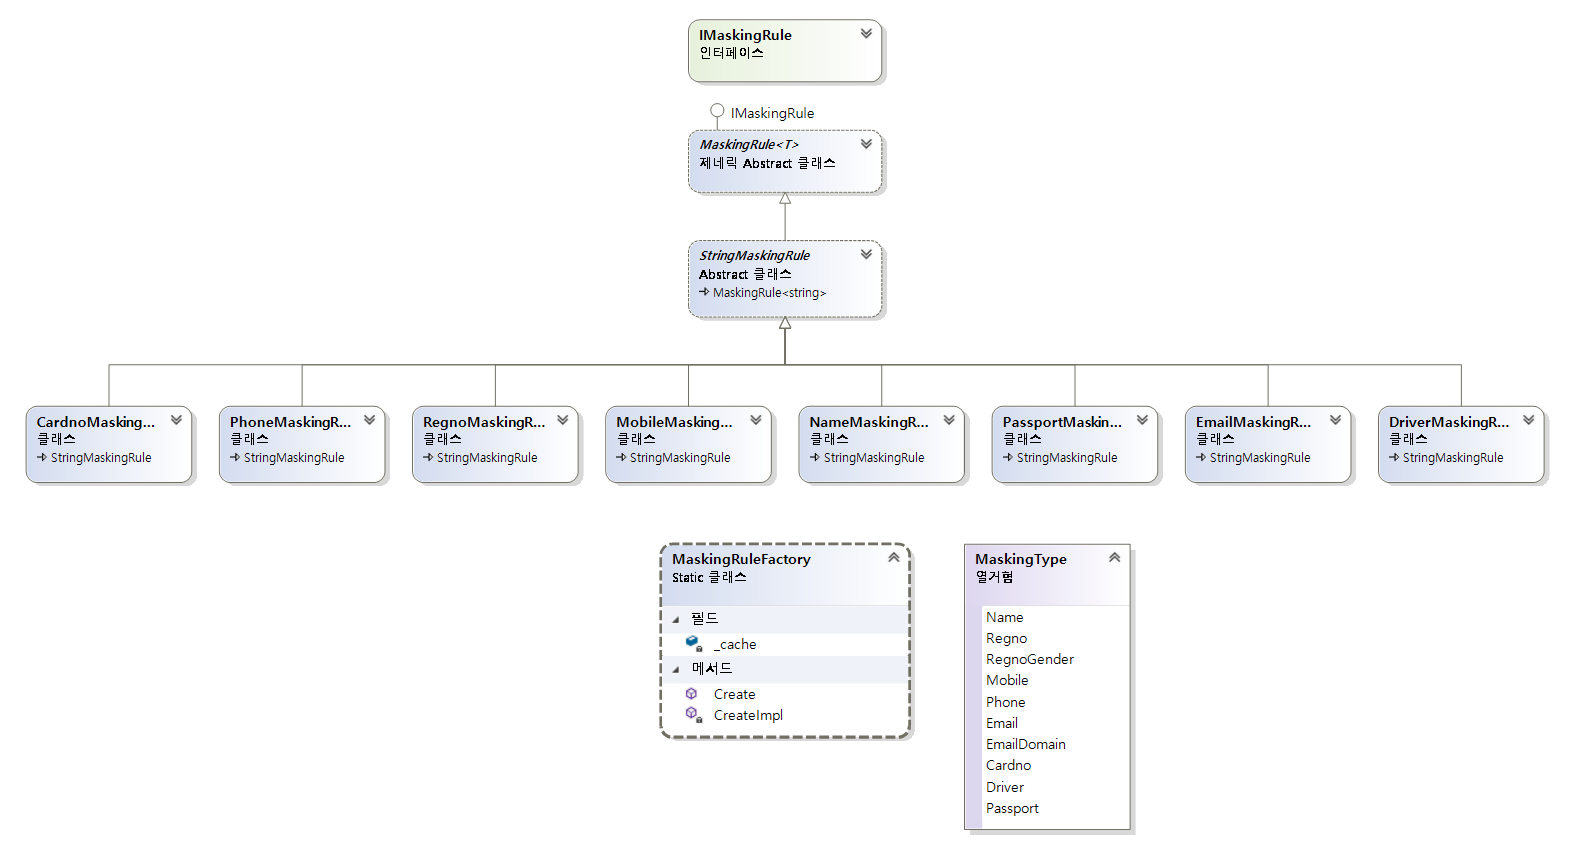 IMaskingRule
인터페이스
IMaskingRule
MaskingRule<T>
제네릭 Abstract 클래스
StringMaskingRule
Abstract 클래스
MaskingRule<string>
CardnoMasking...
클래스
StringMaskingRule
PhoneMaskingR...
클래스
StringMaskingRule
RegnoMaskingR...
클래스
StringMaskingRule
MobileMasking...
클래스
StringMaskingRule
NameMaskingR...
클래스
StringMaskingRule
PassportMaskin...
클래스
StringMaskingRule
EmailMaskingR...
클래스
StringMaskingRule
DriverMaskingR...
클래스
StringMaskingRule
MaskingRuleFactory
Static 클래스
필드
_cache
메서드
Create
CreateImpl
MaskingType
열거형
Name
Regno
RegnoGender
Mobile
Phone
Email
EmailDomain
Cardno
Driver
Passport